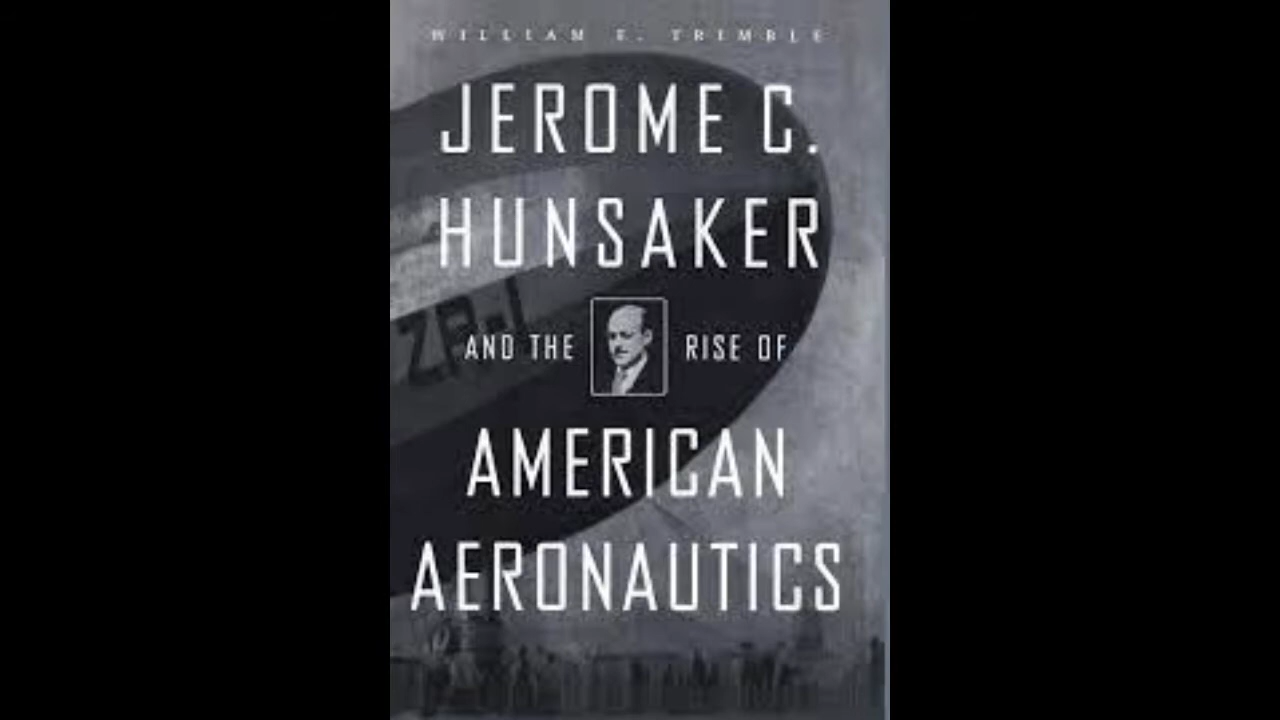 WILLIAM F. TRIMBLE
JEROME C.
HUNSAKER
AND THE RISE OF
ZR-1
AMERICAN
AERONAUTICS